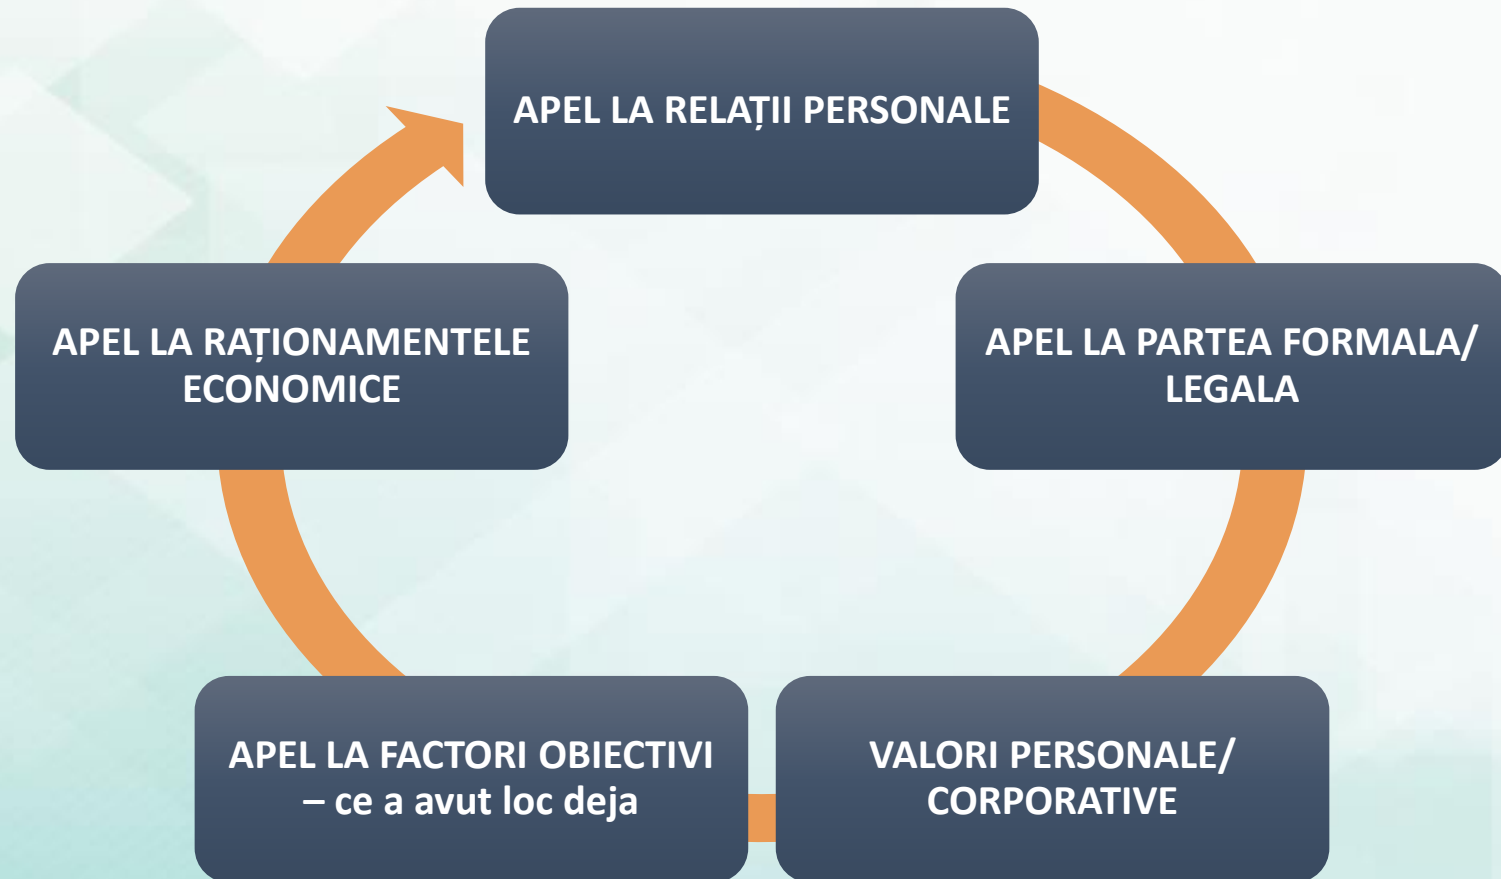 APEL LA RELAȚII PERSONALE
APEL LA PARTEA FORMALA/
LEGALA
VALORI PERSONALE/
CORPORATIVE
APEL LA FACTORI OBIECTIVI
– ce a avut loc deja
APEL LA RAȚIONAMENTELE
ECONOMICE